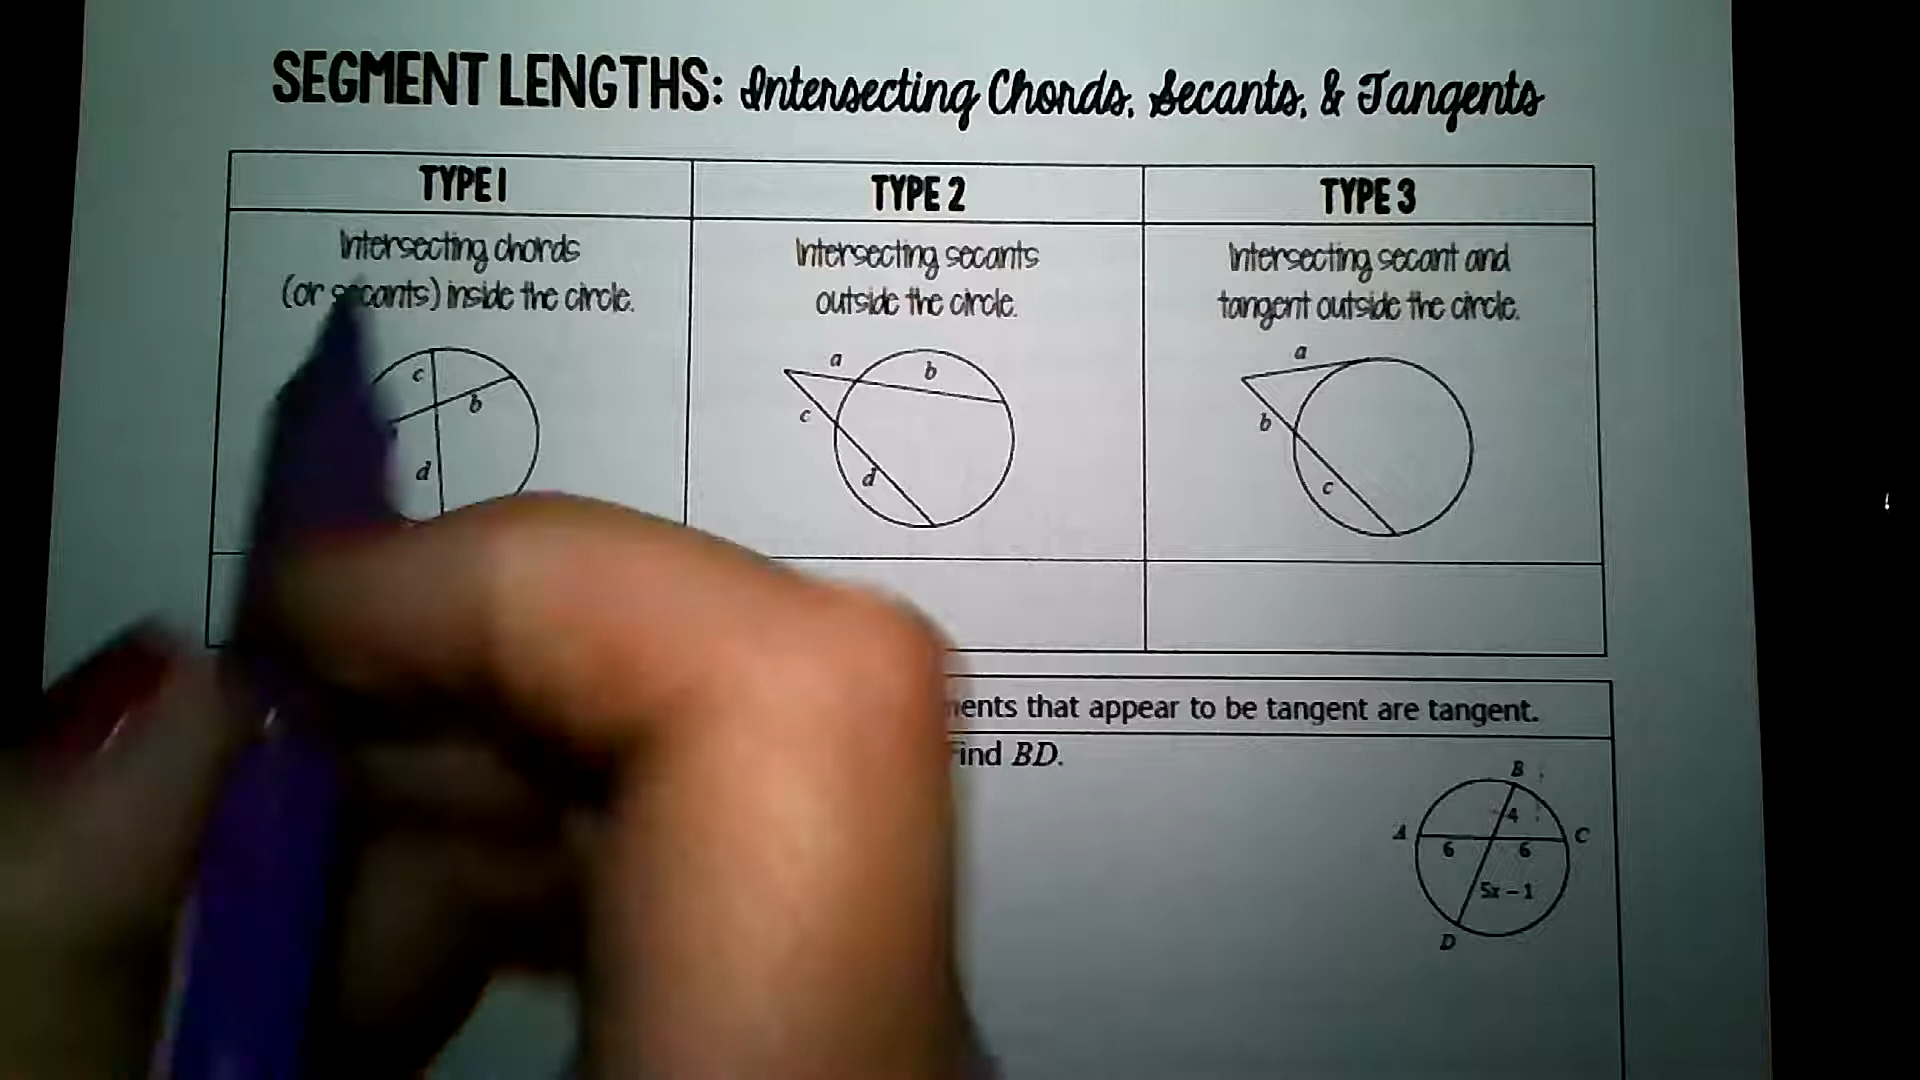 SEGMENT LENGTHS: Intersecting Chords, Secants, & Tangents
TYPE 1
TYPE 2
TYPE 3
Intersecting chords
(or secants) inside the circle.
Intersecting secants
outside the circle.
Intersecting secant and
tangent outside the circle.
c
b
d
a
b
c
d
a
b
c
that appear to be tangent are tangent.
BD.
B
4
A
C
6
6
5x – 1
D